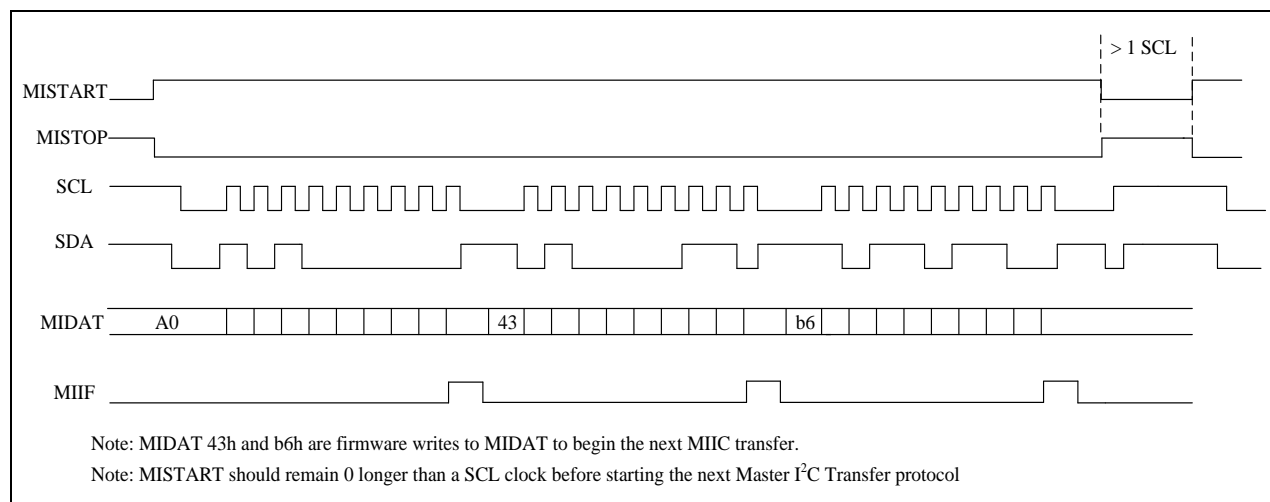 > 1 SCL
MISTART
MISTOP
SCL
SDA
MIDAT A0 43 b6
MIIF
Note: MIDAT 43h and b6h are firmware writes to MIDAT to begin the next MIIC transfer.
Note: MISTART should remain 0 longer than a SCL clock before starting the next Master I²C Transfer protocol